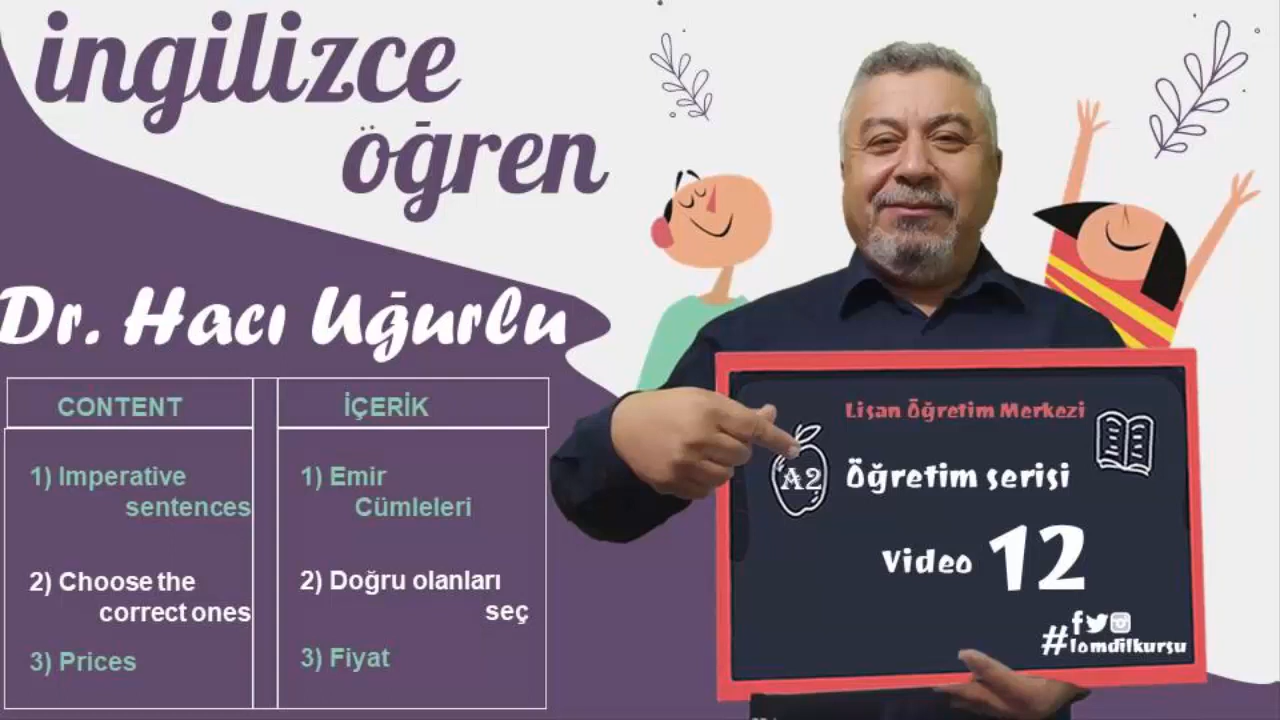 ingilizce
öğren
Dr. Hacı Uğurlu
CONTENT
İÇERİK
1) Imperative
sentences
1) Emir
Cümleleri
2) Choose the
correct ones
2) Doğru olanları
seç
3) Prices
3) Fiyat
Lisan Öğretim Merkezi
A2
Öğretim serisi
Video 12
#lomdilkursu